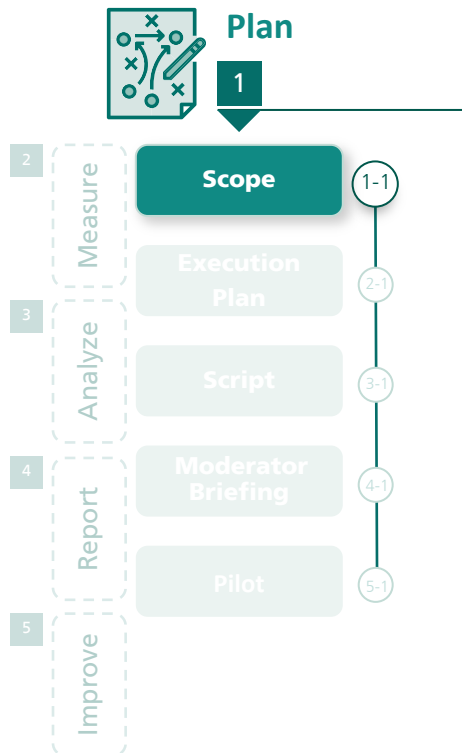 Plan
1
2
Measure
Scope
1-1
Execution
Plan
2-1
3
Analyze
Script
3-1
4
Report
Moderator
Briefing
4-1
Pilot
5-1
5
Improve